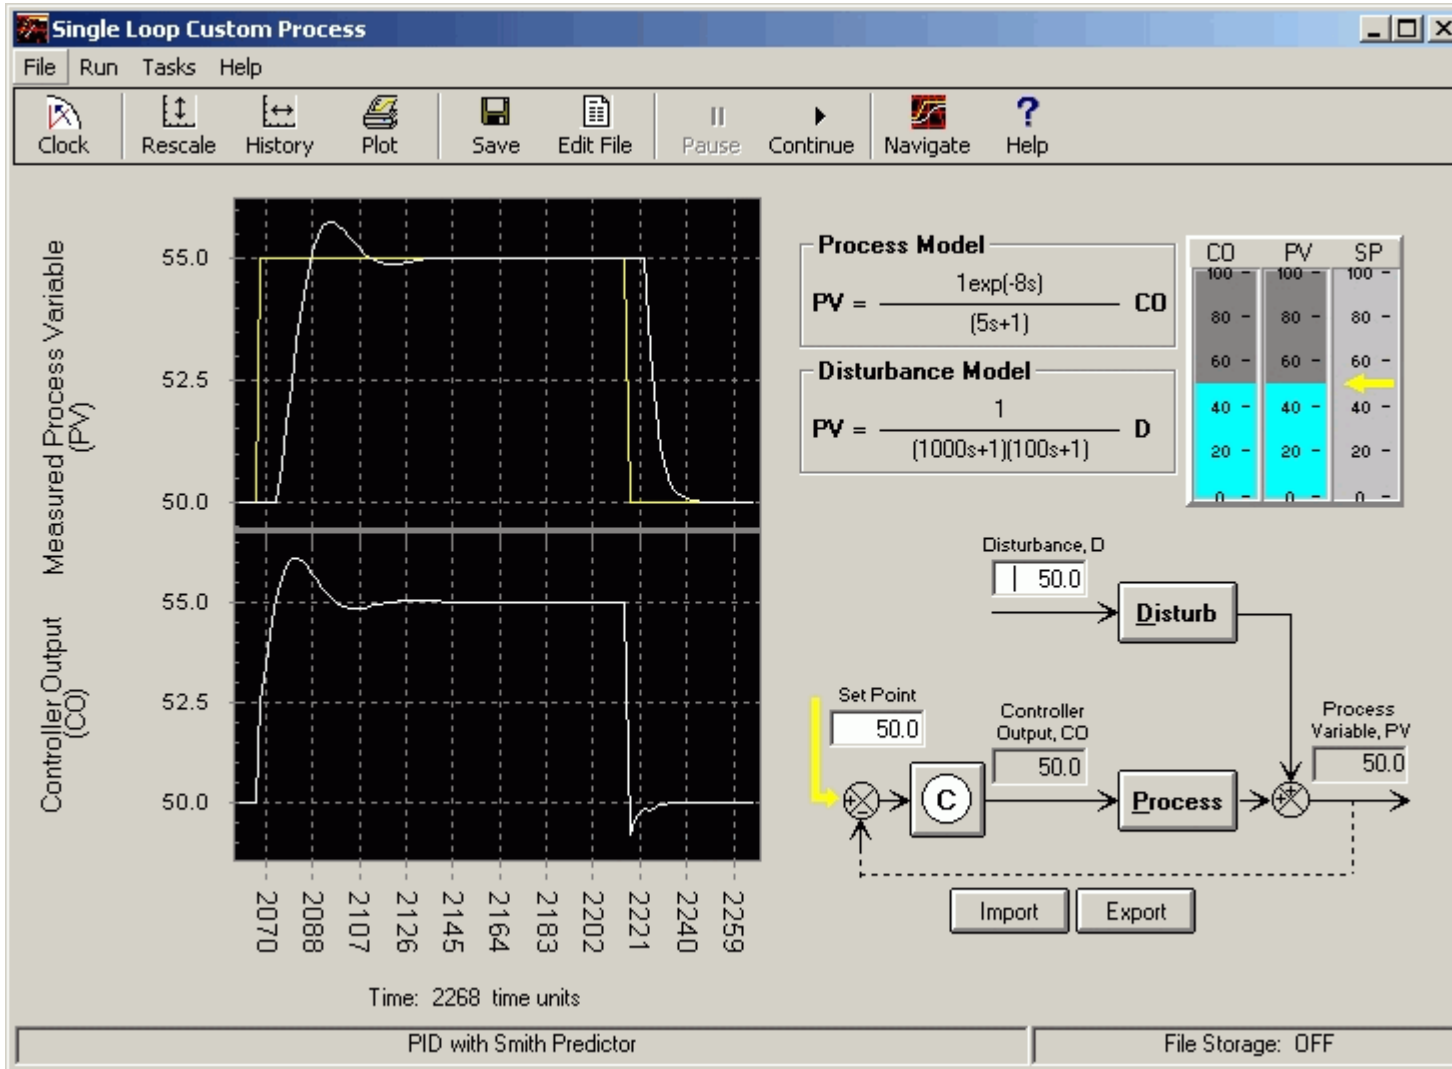 Single Loop Custom Process
File Run Tasks Help
Clock Rescale History Plot Save Edit File Pause Continue Navigate Help
Measured Process Variable
(PV)
55.0
52.5
50.0
Controller Output
(CO)
55.0
52.5
50.0
2070 2088 2107 2126 2145 2164 2183 2202 2221 2240 2259
Time: 2268 time units
Process Model
PV = 1exp(-8s) CO
(5s+1)
Disturbance Model
PV = 1 D
(1000s+1)(100s+1)
CO PV SP
100 100 100
80 80 80
60 60 60
40 40 40
20 20 20
0 0 0
Disturbance, D
50.0
Disturb
Set Point
50.0
Controller
Output, CO
50.0
Process
Variable, PV
50.0
C
Process
Import Export
PID with Smith Predictor
File Storage: OFF